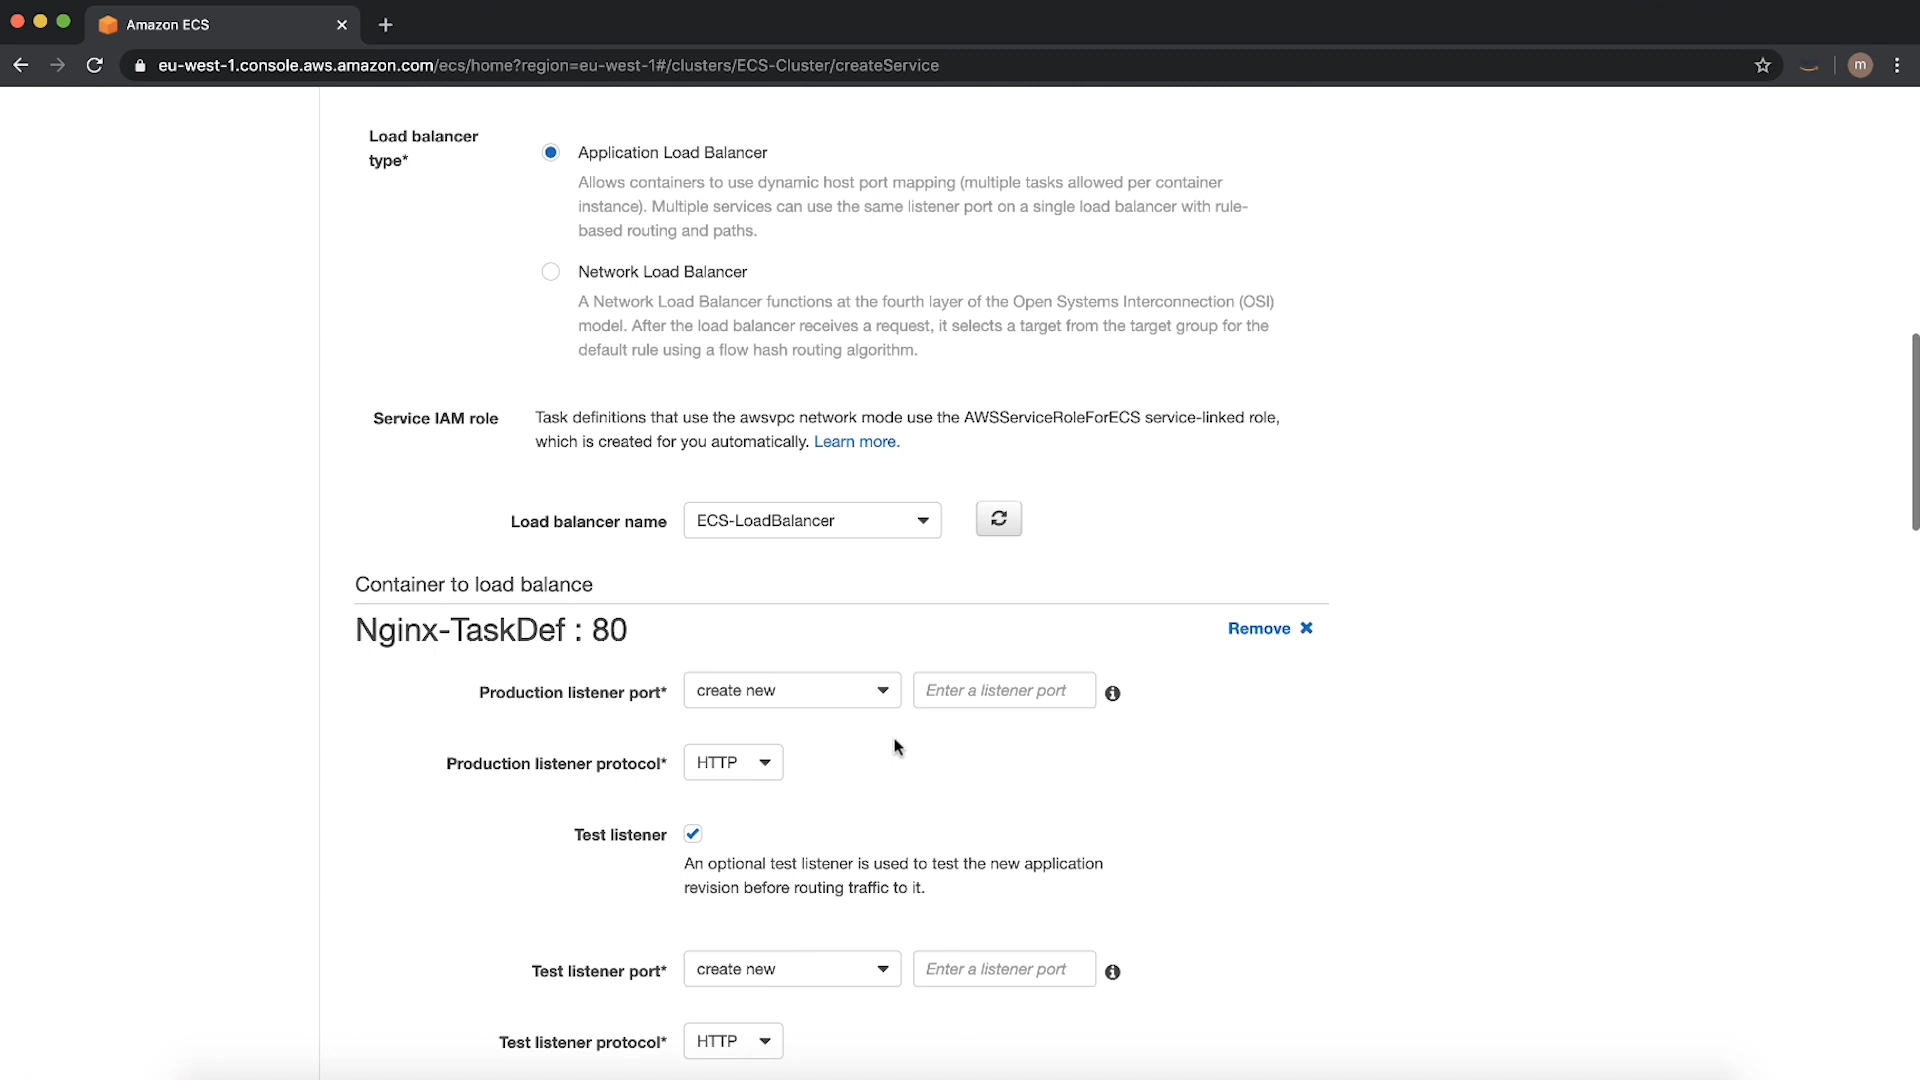 Amazon ECS
eu-west-1.console.aws.amazon.com/ecs/home?region=eu-west-1#/clusters/ECS-Cluster/createService
m
Load balancer
type*
Application Load Balancer
Allows containers to use dynamic host port mapping (multiple tasks allowed per container
instance). Multiple services can use the same listener port on a single load balancer with rule-
based routing and paths.
Network Load Balancer
A Network Load Balancer functions at the fourth layer of the Open Systems Interconnection (OSI)
model. After the load balancer receives a request, it selects a target from the target group for the
default rule using a flow hash routing algorithm.
Service IAM role
Task definitions that use the awsvpc network mode use the AWSServiceRoleForECS service-linked role,
which is created for you automatically. Learn more.
Load balancer name ECS-LoadBalancer
Container to load balance
Nginx-TaskDef : 80 Remove
Production listener port* create new Enter a listener port
Production listener protocol* HTTP
Test listener
An optional test listener is used to test the new application
revision before routing traffic to it.
Test listener port* create new Enter a listener port
Test listener protocol* HTTP